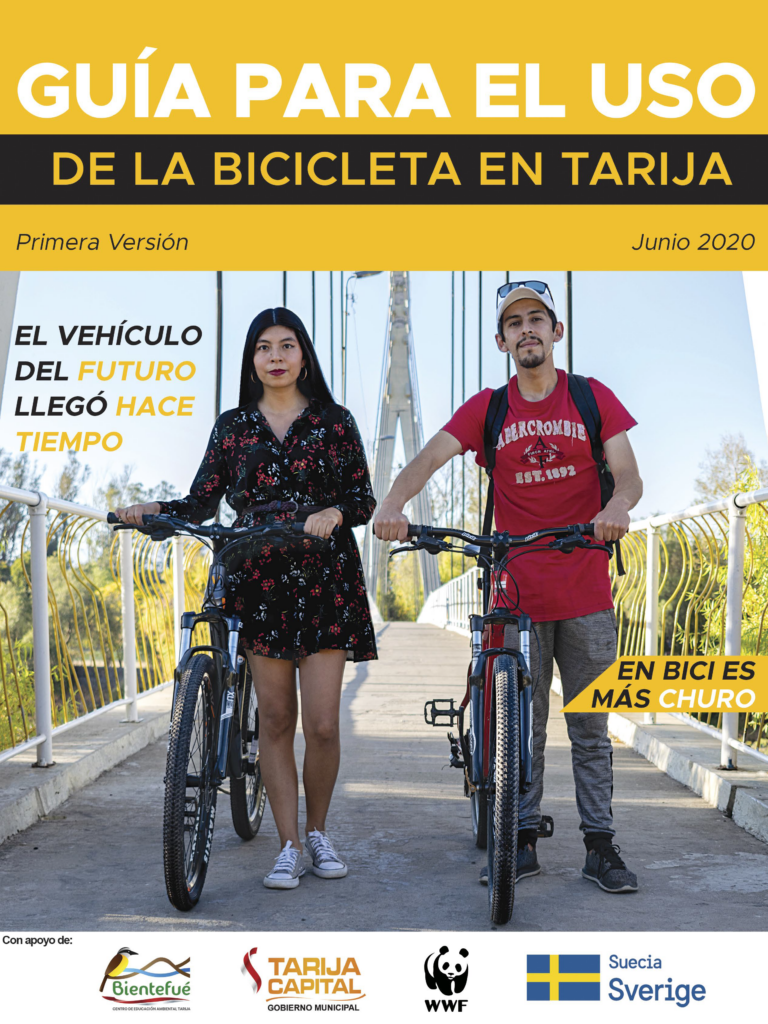 GUÍA PARA EL USO
DE LA BICICLETA EN TARIJA
Primera Versión
Junio 2020
EL VEHÍCULO
DEL FUTURO
LLEGÓ HACE
TIEMPO
ABERCROMBIE
EST. 1892
EN BICI ES
MÁS CHURO
Con apoyo de:
Bientefué
CENTRO DE EDUCACIÓN AMBIENTAL TARIJA
TARIJA
CAPITAL
GOBIERNO MUNICIPAL
WWF
Suecia
Sverige